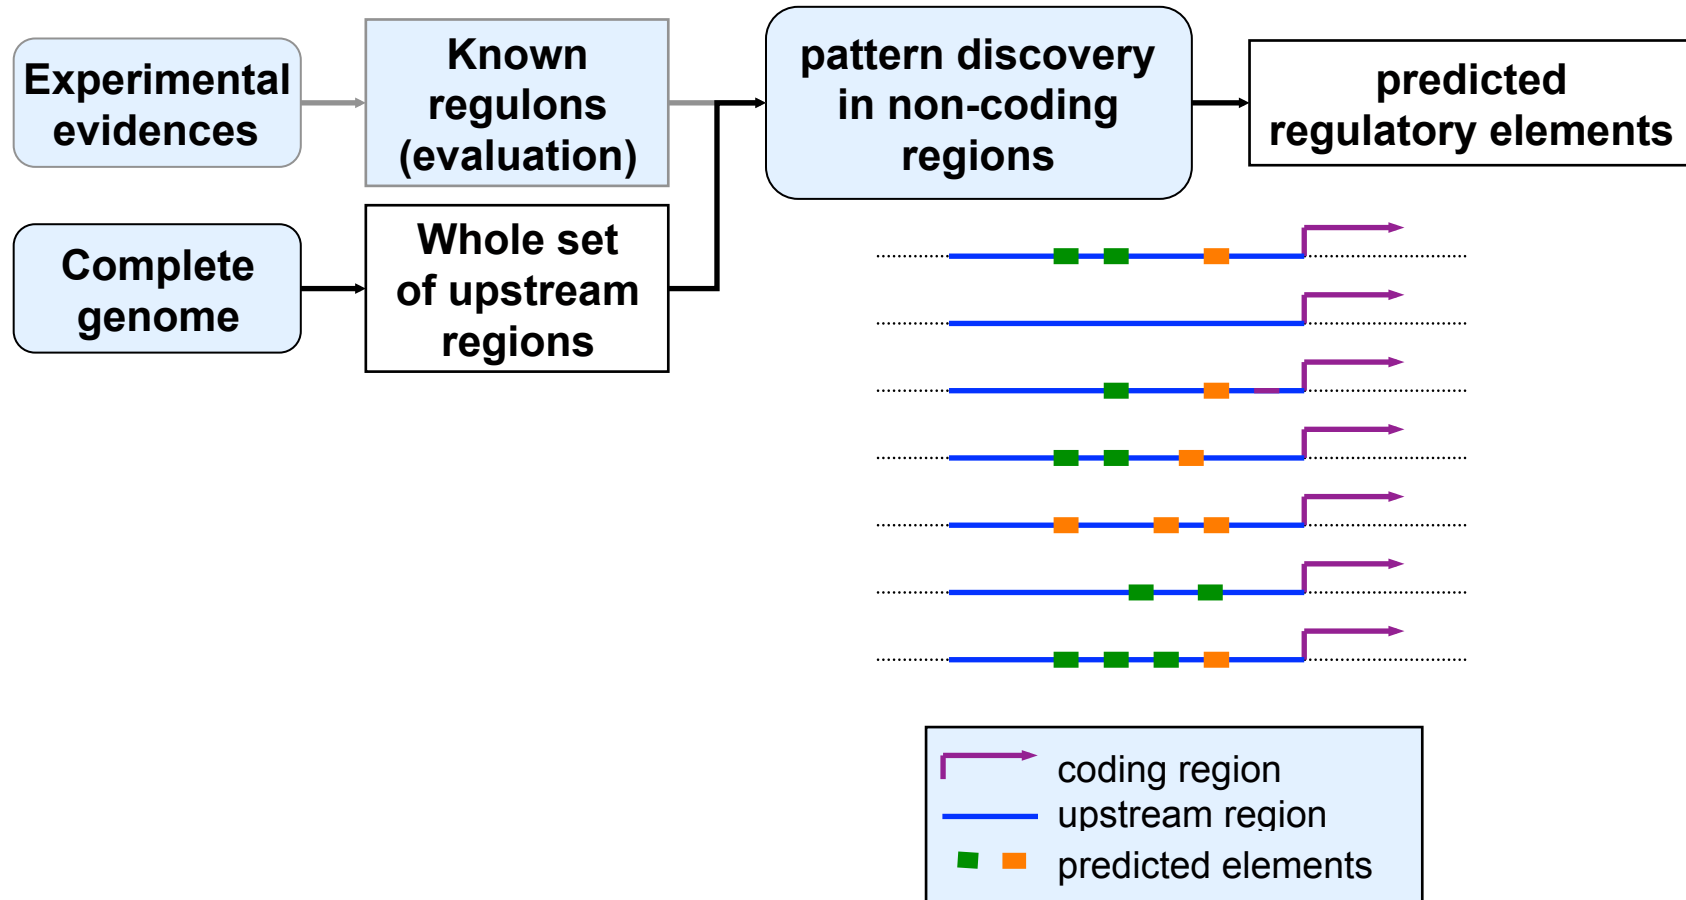 Experimental
evidences
Known
regulons
(evaluation)
pattern discovery
in non-coding
regions
predicted
regulatory elements
Complete
genome
Whole set
of upstream
regions
coding region
upstream region
predicted elements